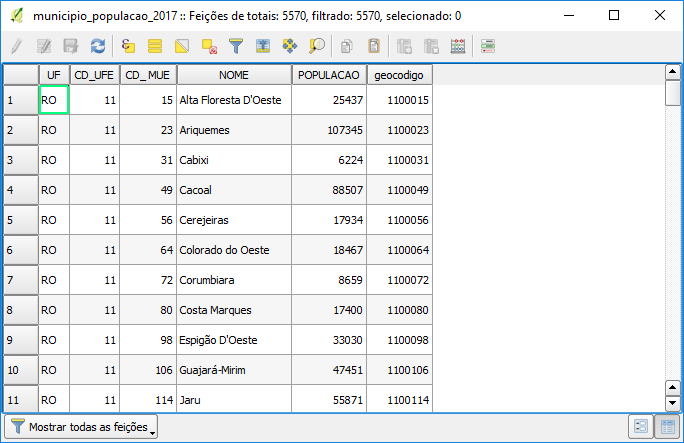 municipio_populacao_2017 :: Feições de totais: 5570, filtrado: 5570, selecionado: 0
UF CD_UFE CD_MUE NOME POPULACAO geocodigo
1 RO 11 15 Alta Floresta D'Oeste 25437 1100015
2 RO 11 23 Ariquemes 107345 1100023
3 RO 11 31 Cabixi 6224 1100031
4 RO 11 49 Cacoal 88507 1100049
5 RO 11 56 Cerejeiras 17934 1100056
6 RO 11 64 Colorado do Oeste 18467 1100064
7 RO 11 72 Corumbiara 8659 1100072
8 RO 11 80 Costa Marques 17400 1100080
9 RO 11 98 Espigão D'Oeste 33030 1100098
10 RO 11 106 Guajará-Mirim 47451 1100106
11 RO 11 114 Jaru 55871 1100114
Mostrar todas as feições